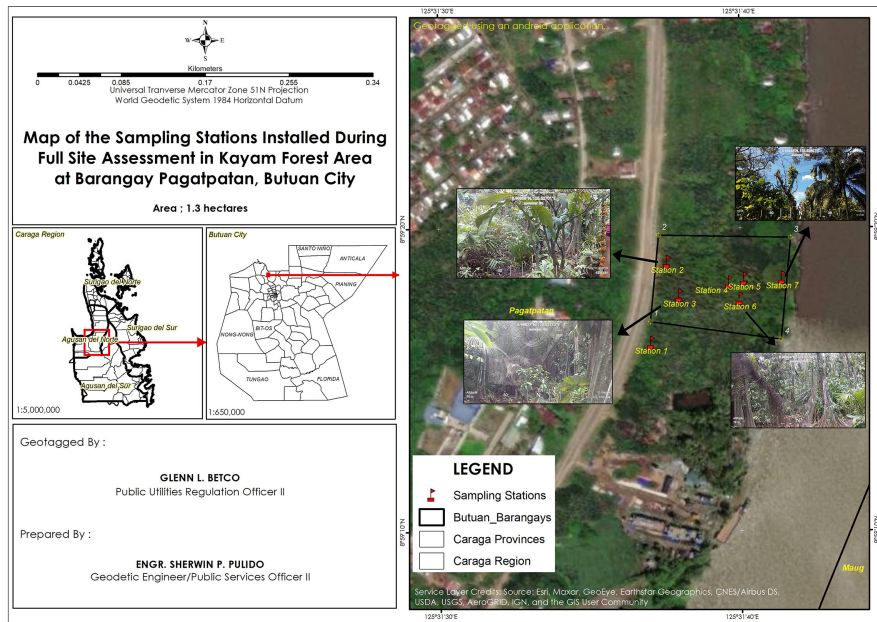 N
W E
S
Kilometers
0 0.0425 0.085 0.17 0.255 0.34
Universal Tranverse Mercator Zone 51N Projection
World Geodetic System 1984 Horizontal Datum
Map of the Sampling Stations Installed During
Full Site Assessment in Kayam Forest Area
at Barangay Pagatpatan, Butuan City
Area ; 1.3 hectares
Caraga Region
Surigao del Norte
Surigao del Sur
Agusan del Norte
Agusan del Sur
1:5,000,000
Butuan City
SANTO NIÑO
ANTICALA
PIANING
NONG-NONG
BIT-OS
TUNGAO
FLORIDA
1:650,000
Geotagged By :
GLENN L. BETCO
Public Utilities Regulation Officer II
Prepared By :
ENGR. SHERWIN P. PULIDO
Geodetic Engineer/Public Services Officer II
125°31'30"E 125°31'40"E
Geotagged using an android application.
8°59'20"N
8°59'10"N
2
3
1
4
Station 2
Station 4
Station 5
Station 7
Station 3
Station 6
Pagatpatan
Station 1
LEGEND
Sampling Stations
Butuan_Barangays
Caraga Provinces
Caraga Region
Maug
Service Layer Credits: Source: Esri, Maxar, GeoEye, Earthstar Geographics, CNES/Airbus DS,
USDA, USGS, AeroGRID, IGN, and the GIS User Community
125°31'30"E 125°31'40"E